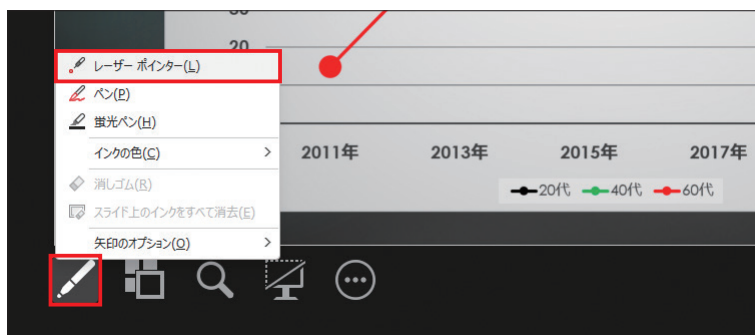 20
レーザー ポインター(L)
ペン(P)
蛍光ペン(H)
インクの色(C) >
消しゴム(R)
スライド上のインクをすべて消去(E)
矢印のオプション(O) >
2011年 2013年 2015年 2017年
20代 40代 60代